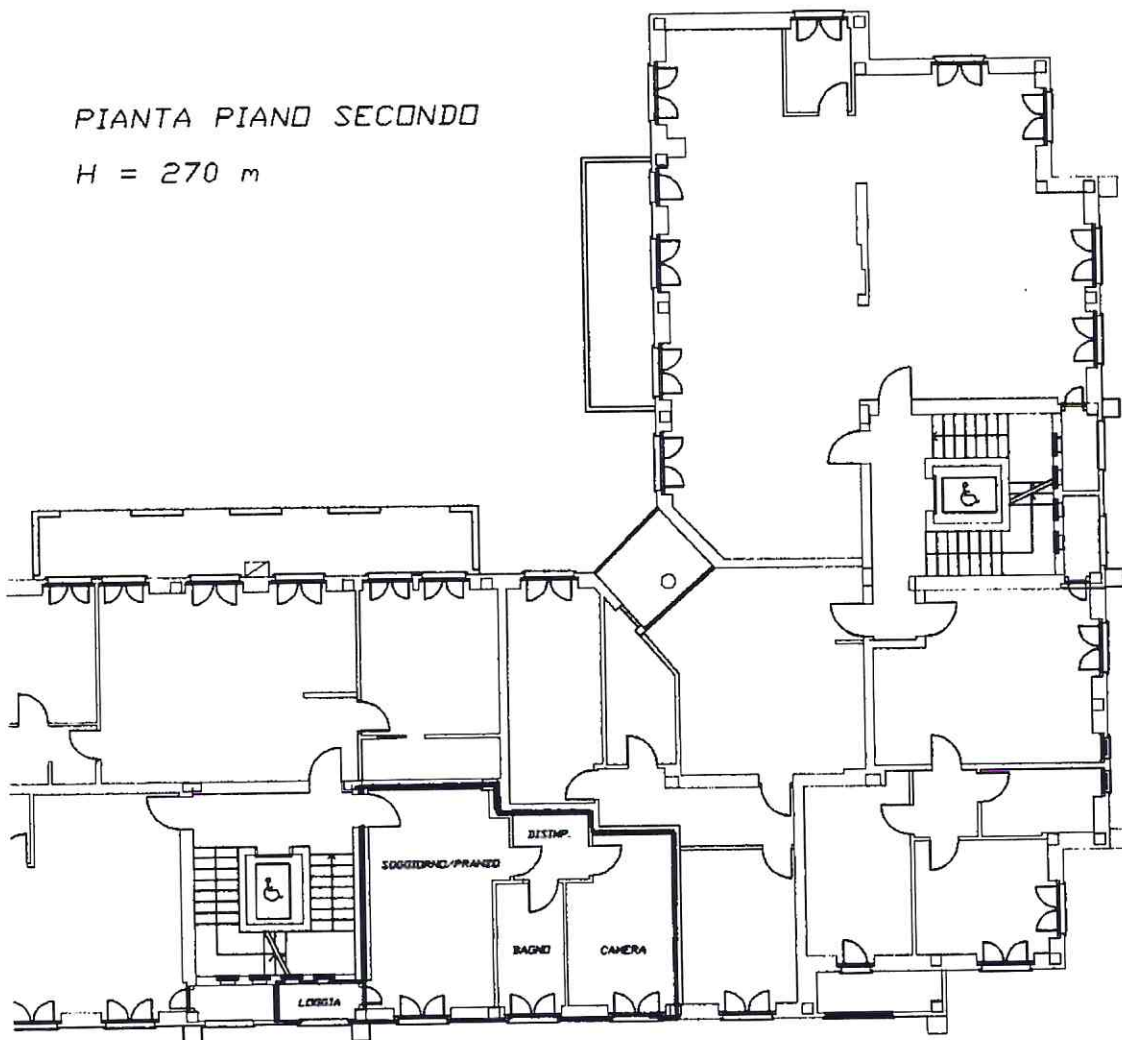 PIANTA PIANO SECONDO
H = 270 m
DISIMP.
SOGGIORNO/PRANZO
BAGNO
CAMERA
LOGGIA